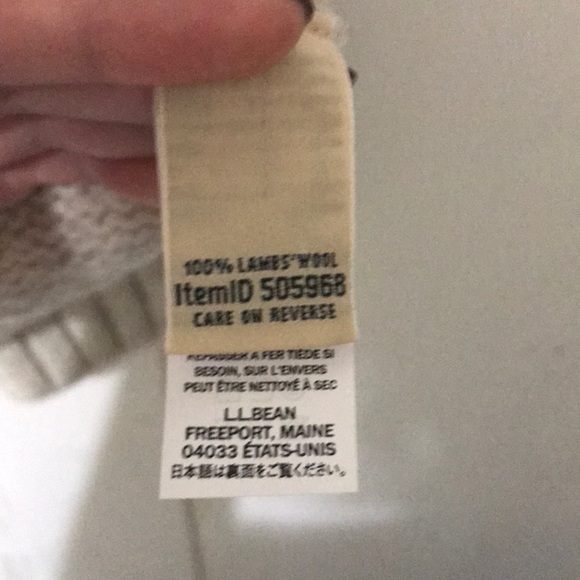 100% LAMBS' WOOL
ItemID 505968
CARE ON REVERSE
REPASSER A FER TIEDE SI
BESOIN, SUR L'ENVERS
PEUT ÊTRE NETTOYÉ À SEC
L.L.BEAN
FREEPORT, MAINE
04033 ÉTATS-UNIS
日本語は裏面をご覧ください。